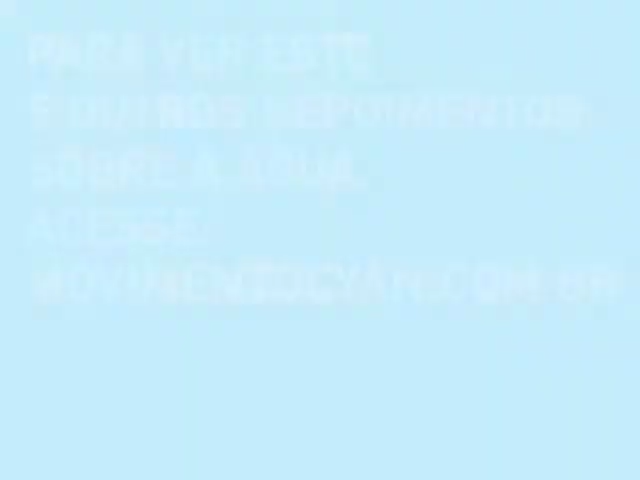 PARA VER ESTE
E OUTROS DEPOIMENTOS
SOBRE A ÁGUA,
ACESSE:
MOVIMENTOCYAN.COM.BR